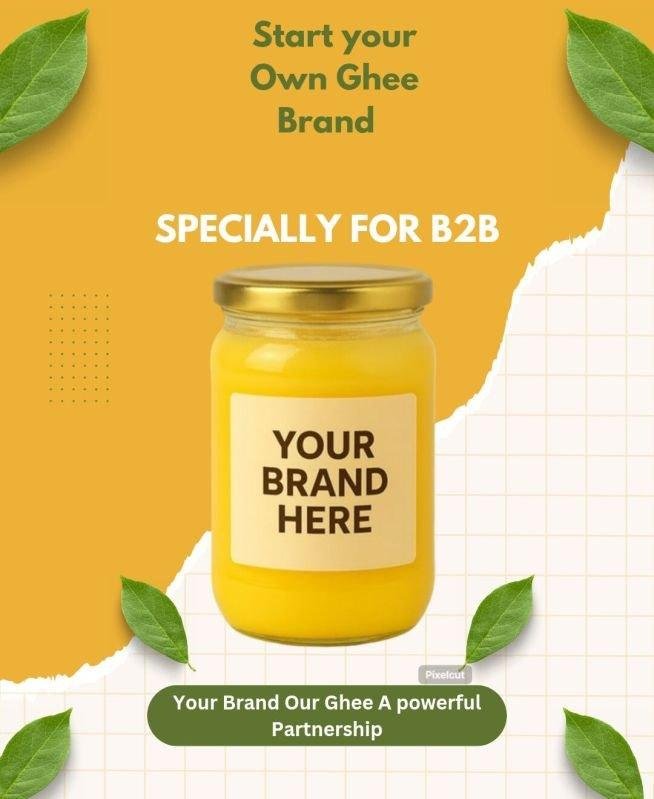 Start your
Own Ghee
Brand
SPECIALLY FOR B2B
YOUR
BRAND
HERE
Pixelcut
Your Brand Our Ghee A powerful
Partnership